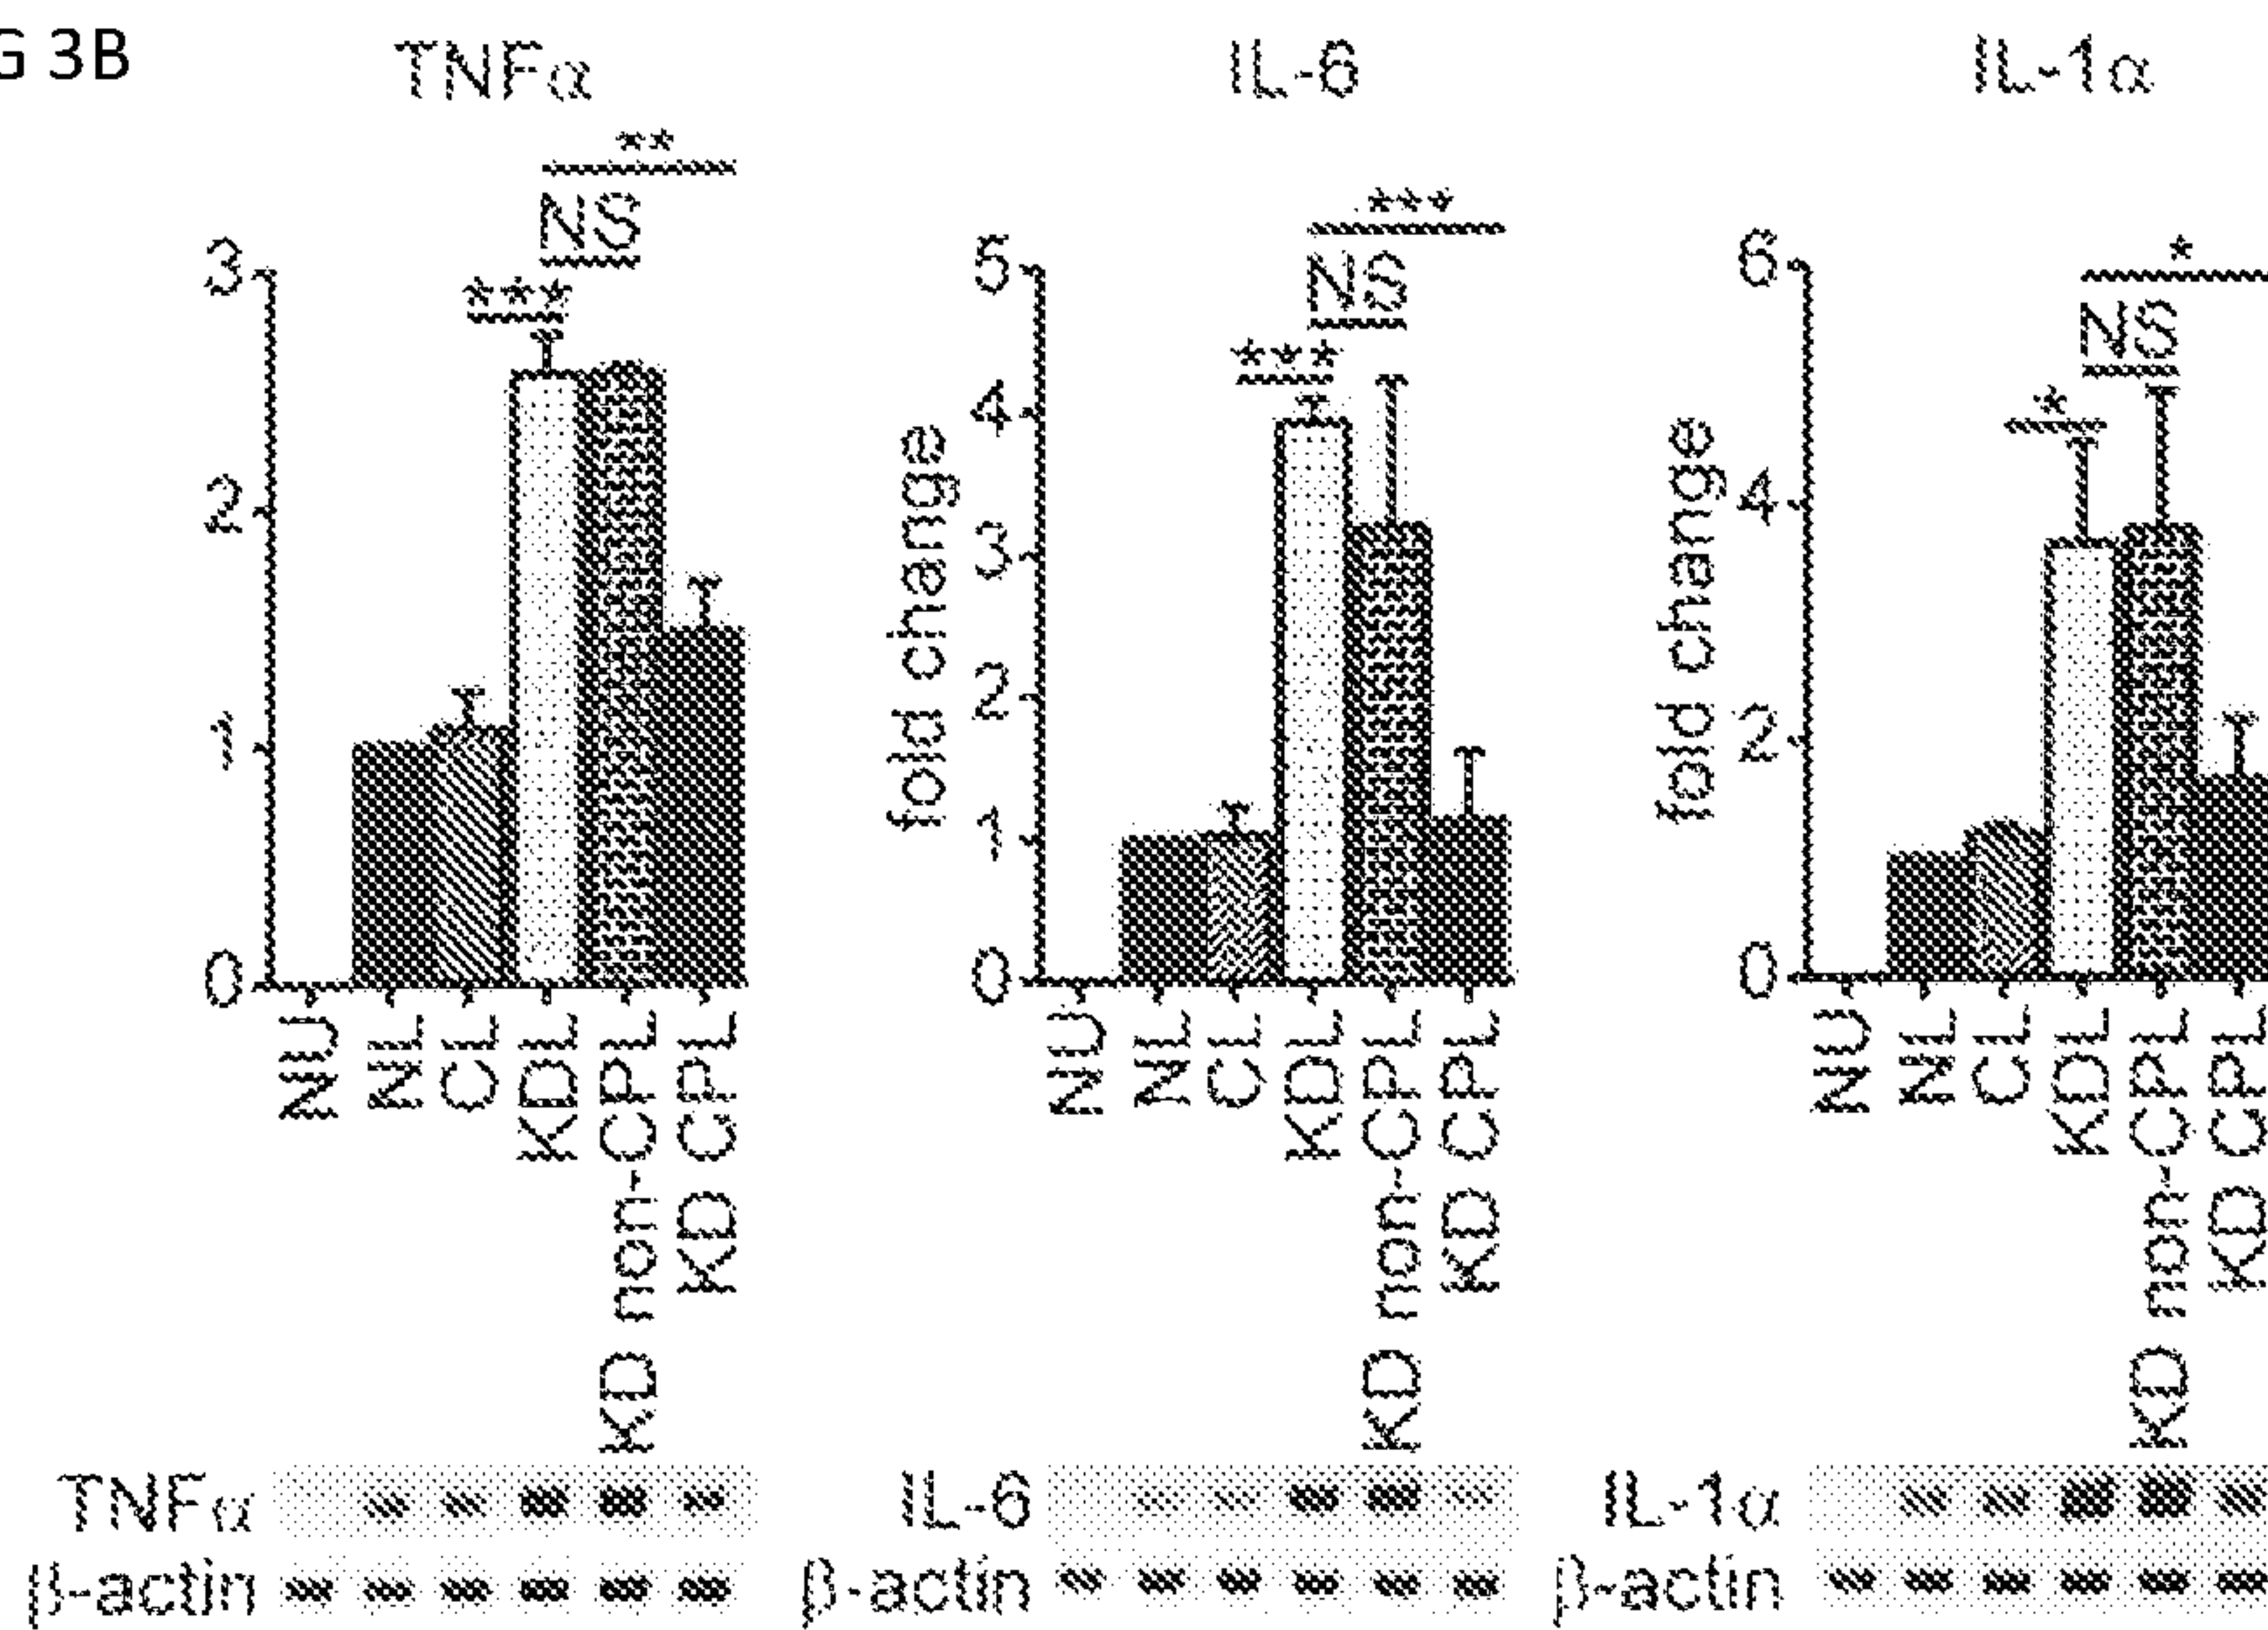 G 3B
TNFα
**
NS
***
3
2
1
0
NU
NL
CL
KDL
KD non-CPL
KD CPL
TNFα
β-actin
IL-6
***
NS
***
fold change
5
4
3
2
1
0
NU
NL
CL
KDL
KD non-CPL
KD CPL
IL-6
β-actin
IL-1α
*
NS
*
fold change
6
4
2
0
NU
NL
CL
KDL
KD non-CPL
KD CPL
IL-1α
β-actin